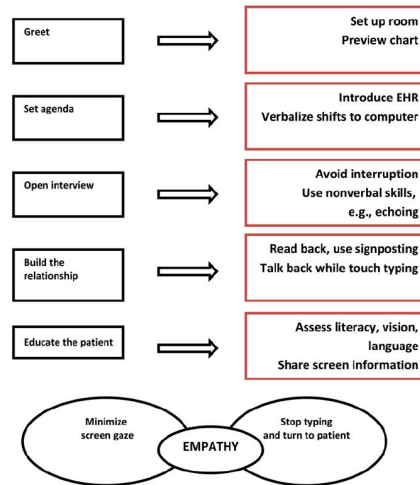 Greet
Set up room
Preview chart
Set agenda
Introduce EHR
Verbalize shifts to computer
Open interview
Avoid interruption
Use nonverbal skills,
e.g., echoing
Build the
relationship
Read back, use signposting
Talk back while touch typing
Educate the patient
Assess literacy, vision,
language
Share screen information
Minimize
screen gaze
EMPATHY
Stop typing
and turn to patient